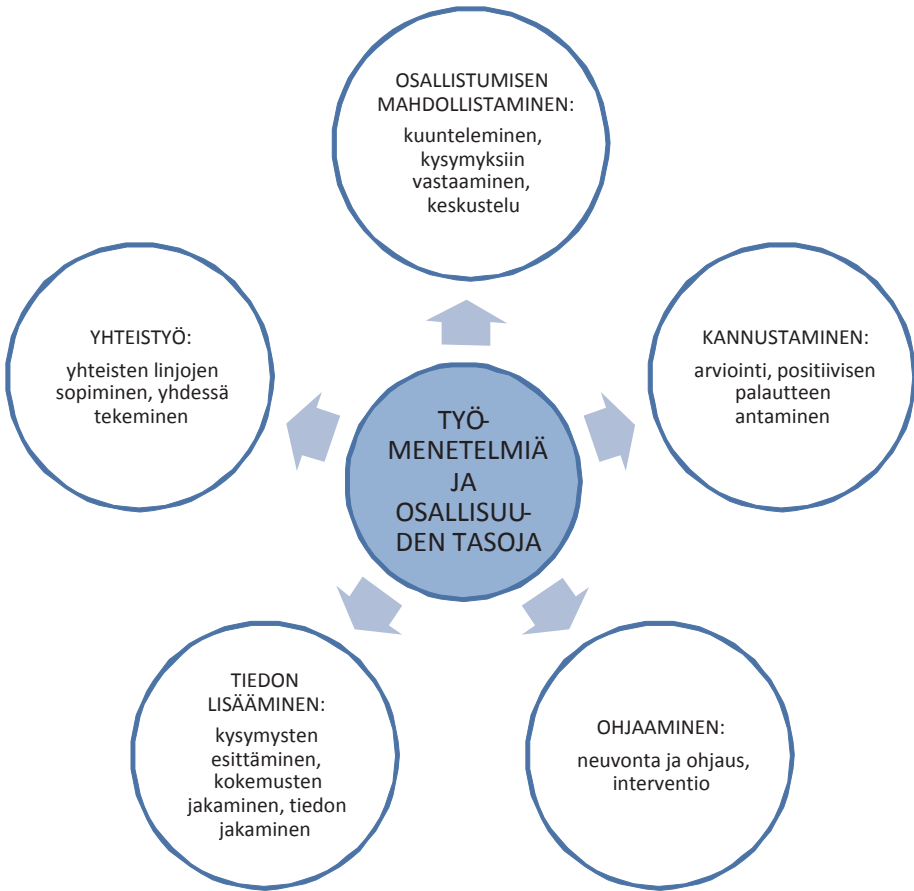 OSALLISTUMISEN
MAHDOLLISTAMINEN:
kuunteleminen,
kysymyksiin
vastaaminen,
keskustelu
YHTEISTYÖ:
yhteisten linjojen
sopiminen, yhdessä
tekeminen
KANNUSTAMINEN:
arviointi, positiivisen
palautteen
antaminen
TYÖ-
MENETELMIÄ
JA
OSALLISUU-
DEN TASOJA
TIEDON
LISÄÄMINEN:
kysymysten
esittäminen,
kokemusten
jakaminen, tiedon
jakaminen
OHJAAMINEN:
neuvonta ja ohjaus,
interventio